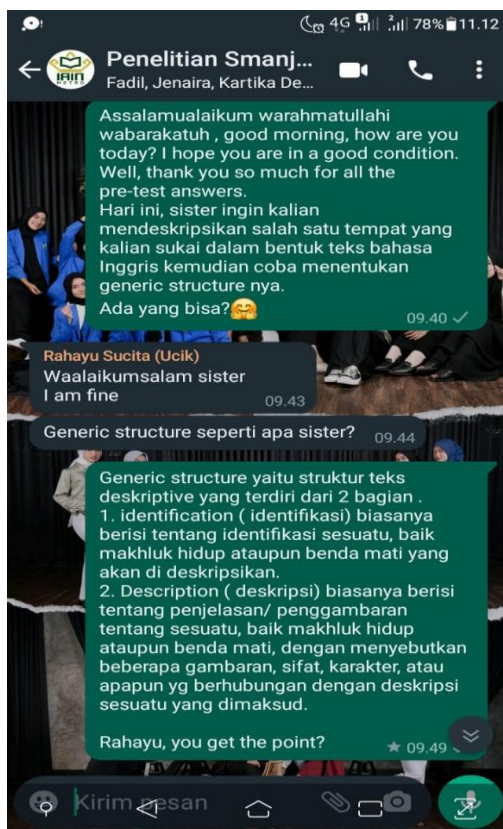 4G 78% 11.12
IAIN
METRO
Penelitian Smanj...
Fadil, Jenaira, Kartika De...
Assalamualaikum warahmatullahi
wabarakatuh , good morning, how are you
today? I hope you are in a good condition.
Well, thank you so much for all the
pre-test answers.
Hari ini, sister ingin kalian
mendeskripsikan salah satu tempat yang
kalian sukai dalam bentuk teks bahasa
Inggris kemudian coba menentukan
generic structure nya.
Ada yang bisa?🤗
09.40
Rahayu Sucita (Ucik)
Waalaikumsalam sister
I am fine
09.43
Generic structure seperti apa sister?
09.44
Generic structure yaitu struktur teks
deskriptive yang terdiri dari 2 bagian .
1. identification ( identifikasi) biasanya
berisi tentang identifikasi sesuatu, baik
makhluk hidup ataupun benda mati yang
akan di deskripsikan.
2. Description ( deskripsi) biasanya berisi
tentang penjelasan/ penggambaran
tentang sesuatu, baik makhluk hidup
ataupun benda mati, dengan menyebutkan
beberapa gambaran, sifat, karakter, atau
apapun yg berhubungan dengan deskripsi
sesuatu yang dimaksud.
Rahayu, you get the point?
★ 09.49
Kirim pesan